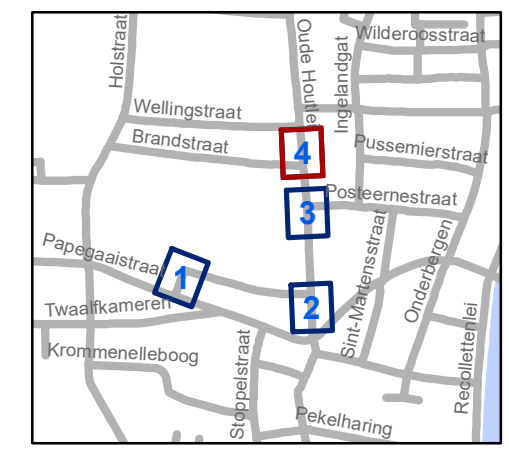 Holstraat
Oude Houtlei
Ingelandgat
Wilderoosstraat
Wellingstraat
Brandstraat
4
Pussemierstraat
Posteernestraat
3
Papegaaistraat
1
Sint-Martensstraat
Onderbergen
Twaalfkameren
2
Krommenelleboog
Stoppelstraat
Recollettenlei
Pekelharing